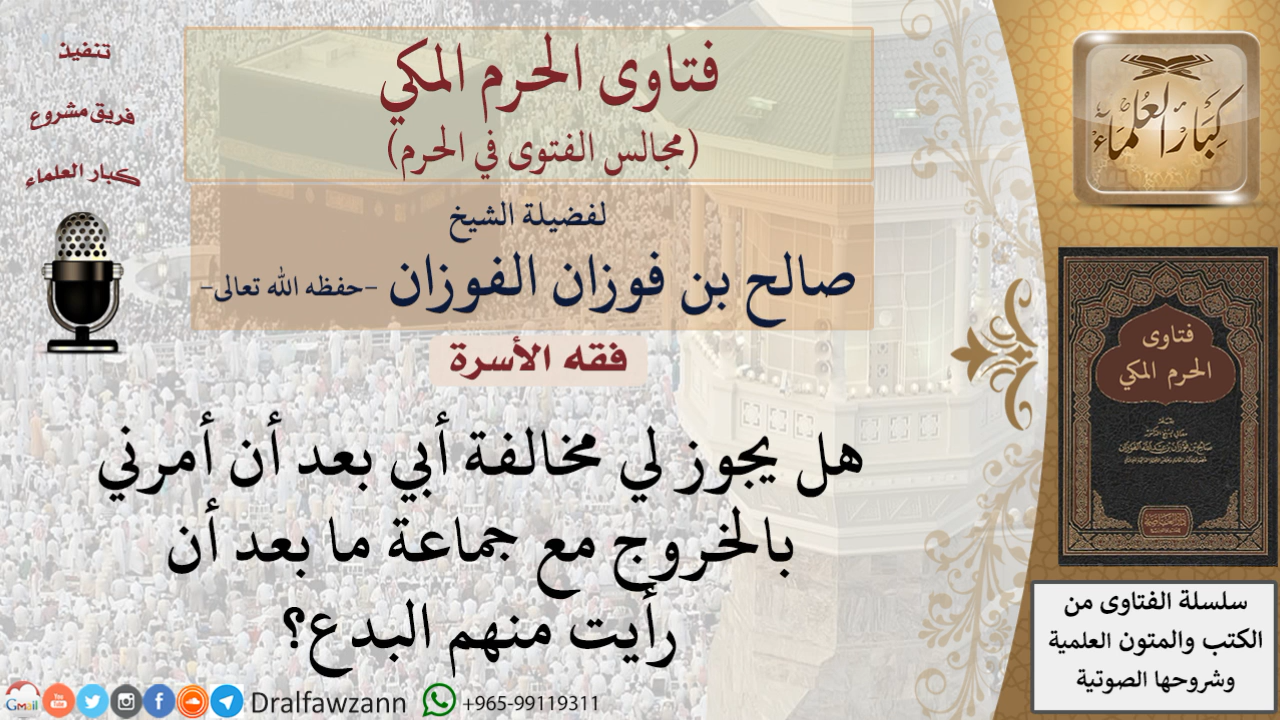 فتاوى الحرم المكي
(مجالس الفتوى في الحرم)
لفضيلة الشيخ
صالح بن فوزان الفوزان -حفظه الله تعالى-
فقه الأسرة
هل يجوز لي مخالفة أبي بعد أن أمرني
بالخروج مع جماعة ما بعد أن
رأيت منهم البدع؟
تنفيذ
فريق مشروع
كبار العلماء
كبار العلماء
فتاوى
الحرم المكي
سلسلة الفتاوى من
الكتب والمتون العلمية
وشروحها الصوتية
Gmail
Dralfawzann
+965-99119311